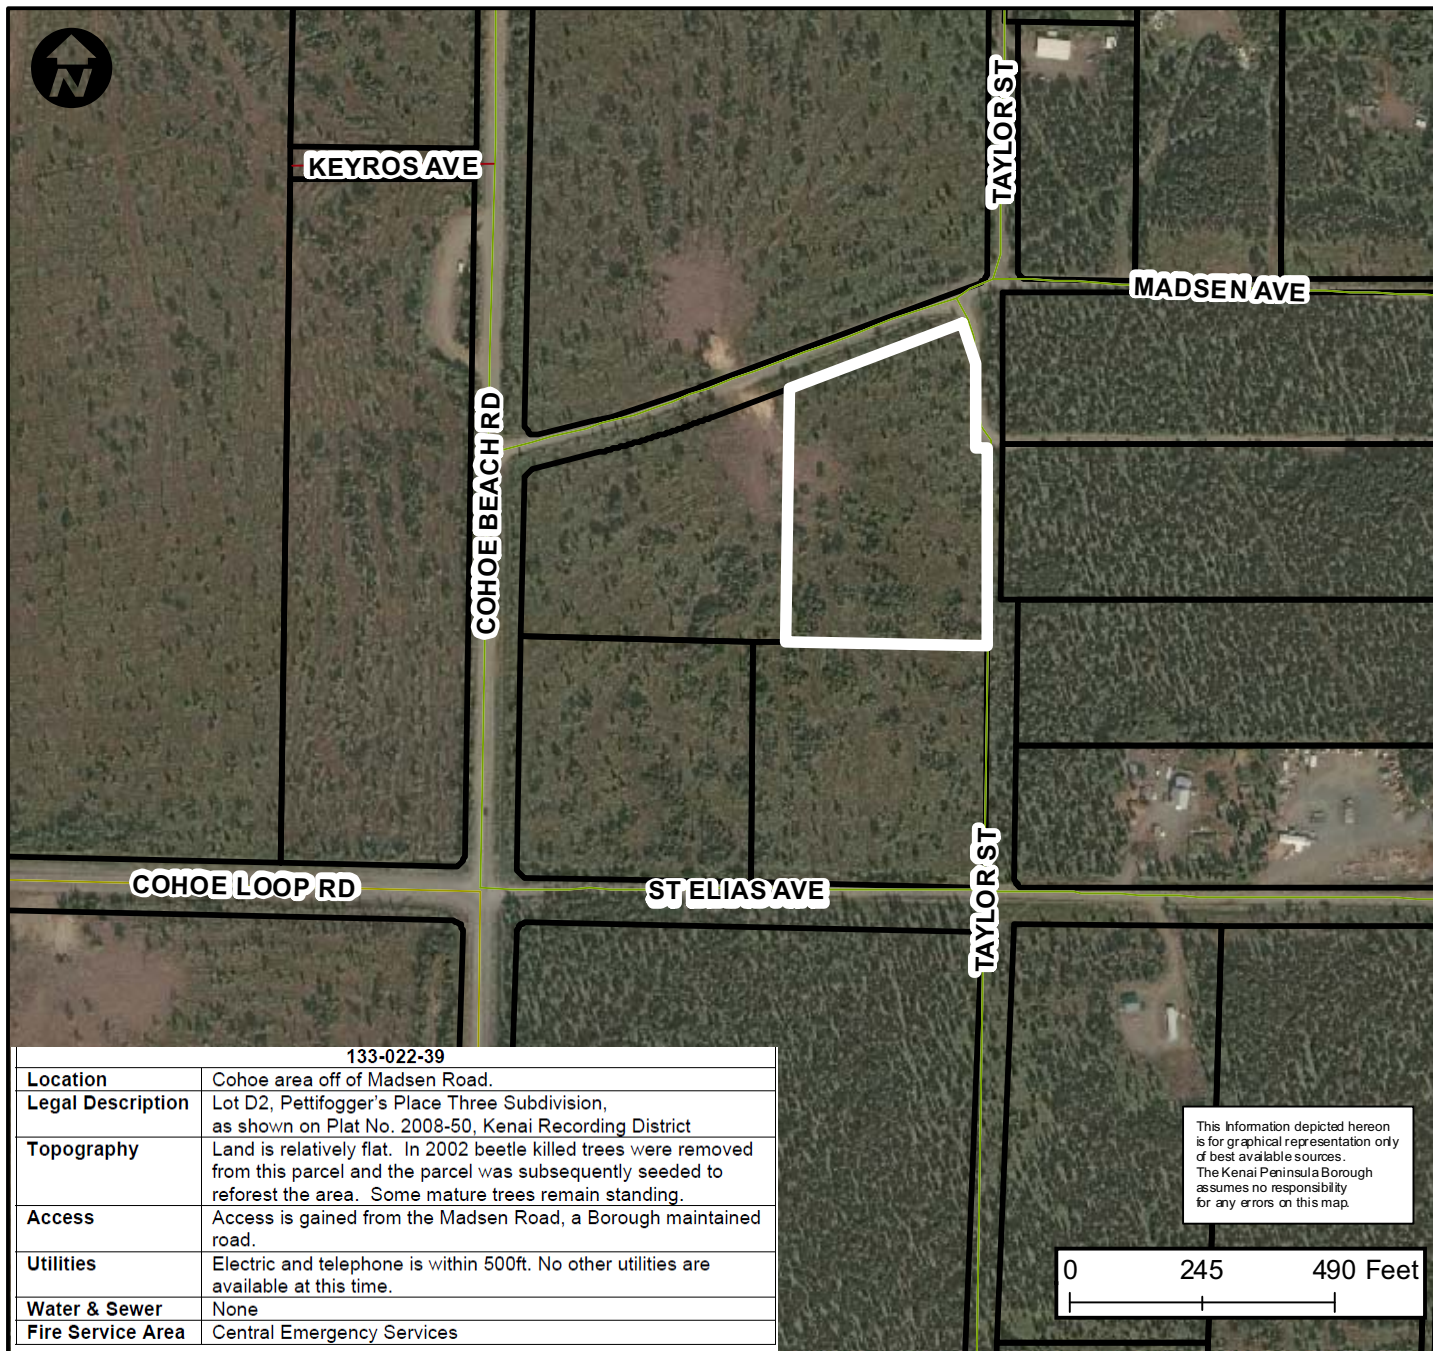 N
TAYLOR ST
KEYROS AVE
MADSEN AVE
COHOE BEACH RD
COHOE LOOP RD
ST ELIAS AVE
TAYLOR ST
133-022-39
Location Cohoe area off of Madsen Road.
Legal Description Lot D2, Pettifogger's Place Three Subdivision,
as shown on Plat No. 2008-50, Kenai Recording District
Topography Land is relatively flat. In 2002 beetle killed trees were removed
from this parcel and the parcel was subsequently seeded to
reforest the area. Some mature trees remain standing.
Access Access is gained from the Madsen Road, a Borough maintained
road.
Utilities Electric and telephone is within 500ft. No other utilities are
available at this time.
Water & Sewer None
Fire Service Area Central Emergency Services
This Information depicted hereon
is for graphical representation only
of best available sources.
The Kenai Peninsula Borough
assumes no responsibility
for any errors on this map.
0 245 490 Feet